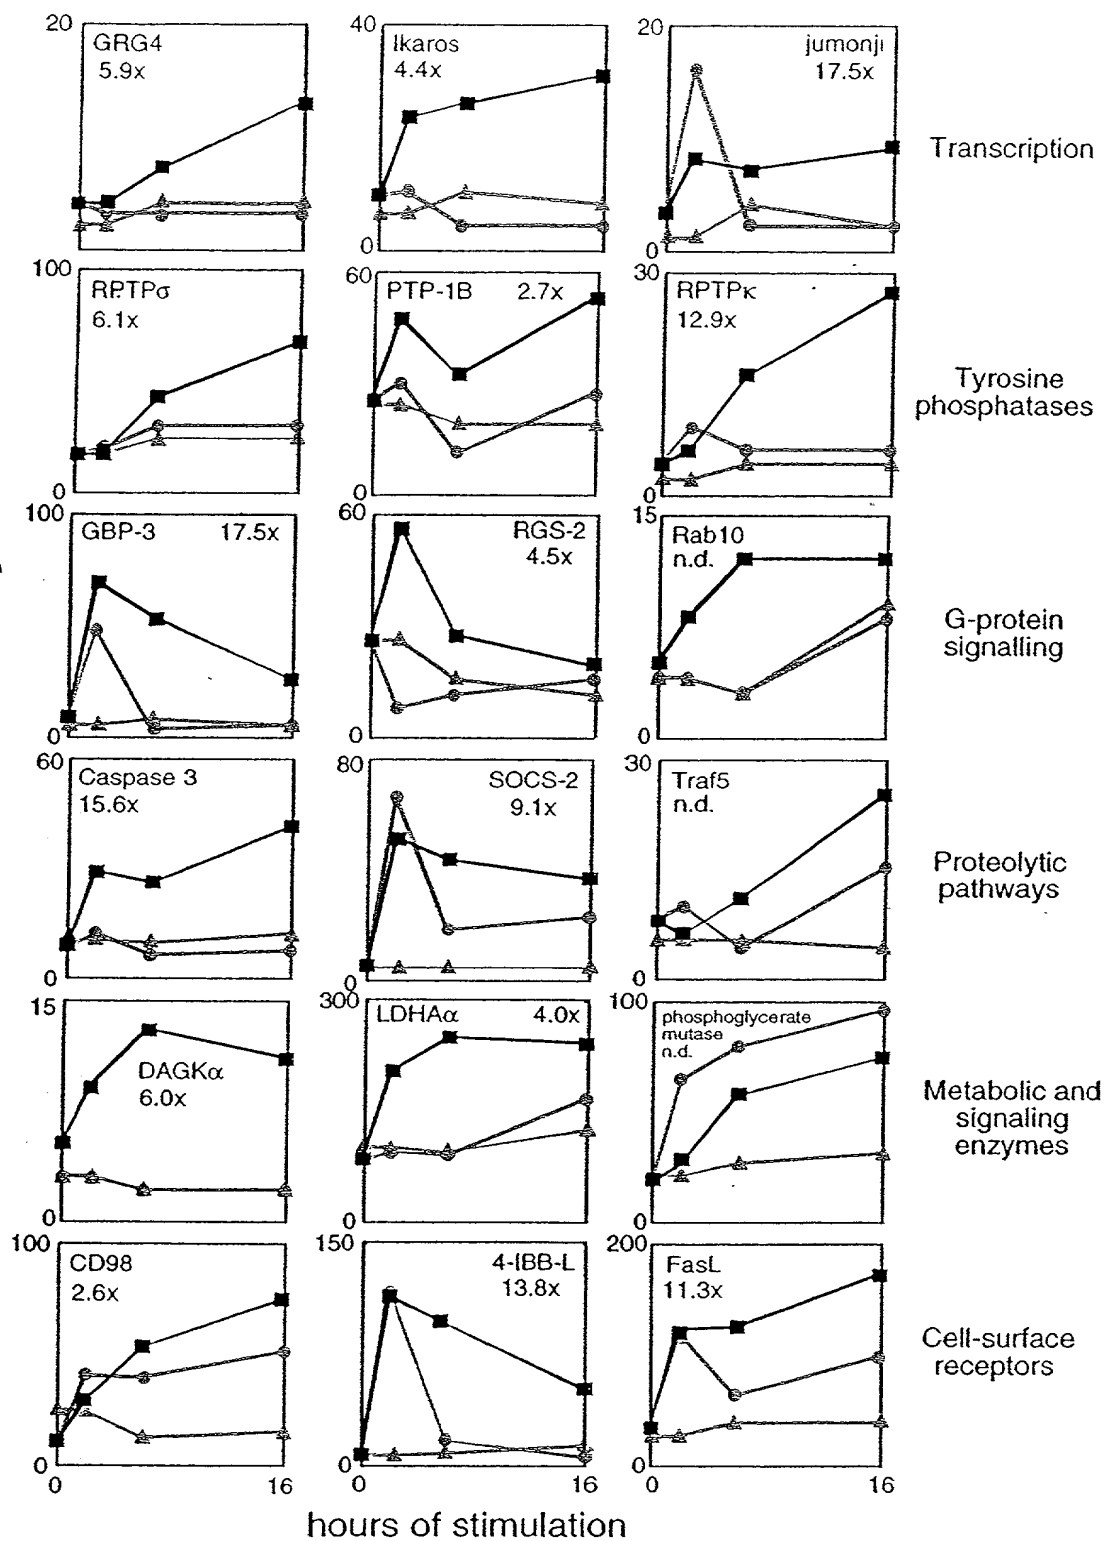 20
GRG4
5.9x
40
Ikaros
4.4x
0
20
jumonji
17.5x
0
Transcription
100
RPTPσ
6.1x
0
60
PTP-1B 2.7x
0
30
RPTPκ
12.9x
0
Tyrosine
phosphatases
100
GBP-3 17.5x
0
60
RGS-2
4.5x
0
15
Rab10
n.d.
0
G-protein
signalling
60
Caspase 3
15.6x
0
80
SOCS-2
9.1x
0
30
Traf5
n.d.
0
Proteolytic
pathways
15
DAGKα
6.0x
0
300
LDHAα 4.0x
0
100
phosphoglycerate
mutase
n.d.
0
Metabolic and
signaling
enzymes
100
CD98
2.6x
0
0 16
150
4-IBB-L
13.8x
0
0 16
200
FasL
11.3x
0
0 16
Cell-surface
receptors
hours of stimulation